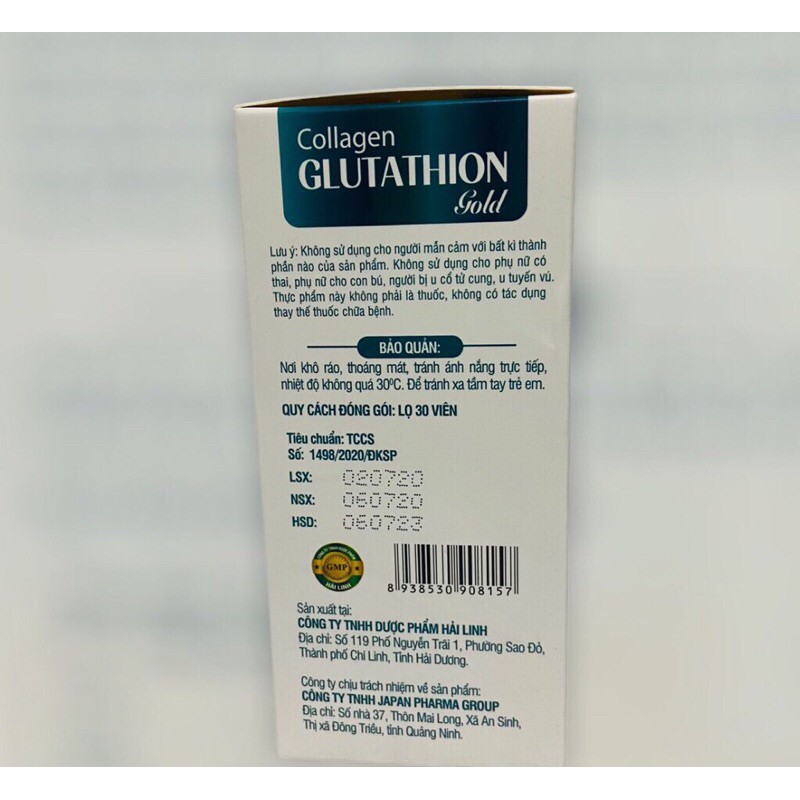 Collagen
GLUTATHION
Gold
Lưu ý: Không sử dụng cho người mẫn cảm với bất kì thành
phần nào của sản phẩm. Không sử dụng cho phụ nữ có
thai, phụ nữ cho con bú, người bị u cổ tử cung, u tuyến vú.
Thực phẩm này không phải là thuốc, không có tác dụng
thay thế thuốc chữa bệnh.
BẢO QUẢN:
Nơi khô ráo, thoáng mát, tránh ánh nắng trực tiếp,
nhiệt độ không quá 30ºC. Để tránh xa tầm tay trẻ em.
QUY CÁCH ĐÓNG GÓI: LỌ 30 VIÊN
Tiêu chuẩn: TCCS
Số: 1498/2020/ĐKSP
LSX: 020720
NSX: 060720
HSD: 060723
CÔNG TY TNHH DƯỢC PHẨM
GMP
HẢI LINH
8 938530 908157
Sản xuất tại:
CÔNG TY TNHH DƯỢC PHẨM HẢI LINH
Địa chỉ: Số 119 Phố Nguyễn Trãi 1, Phường Sao Đỏ,
Thành phố Chí Linh, Tỉnh Hải Dương.
Công ty chịu trách nhiệm về sản phẩm:
CÔNG TY TNHH JAPAN PHARMA GROUP
Địa chỉ: Số nhà 37, Thôn Mai Long, Xã An Sinh,
Thị xã Đông Triều, tỉnh Quảng Ninh.